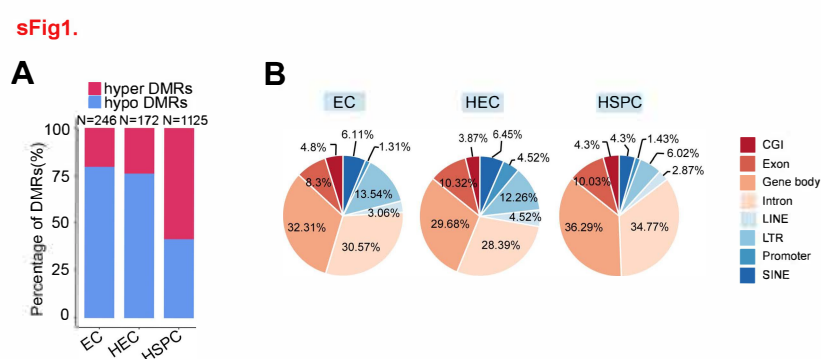 sFig1.
A
hyper DMRs
hypo DMRs
N=246 N=172 N=1125
Percentage of DMRs(%)
100
75
50
25
0
EC
HEC
HSPC
B
EC
HEC
HSPC
4.8%
6.11%
1.31%
13.54%
3.06%
30.57%
32.31%
8.3%
3.87%
6.45%
4.52%
12.26%
4.52%
28.39%
29.68%
10.32%
4.3%
4.3%
1.43%
6.02%
2.87%
34.77%
36.29%
10.03%
CGI
Exon
Gene body
Intron
LINE
LTR
Promoter
SINE